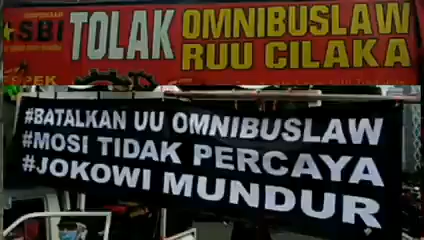 SBI
TOLAK
OMNIBUSLAW
RUU CILAKA
#BATALKAN UU OMNIBUSLAW
#MOSI TIDAK PERCAYA
#JOKOWI MUNDUR